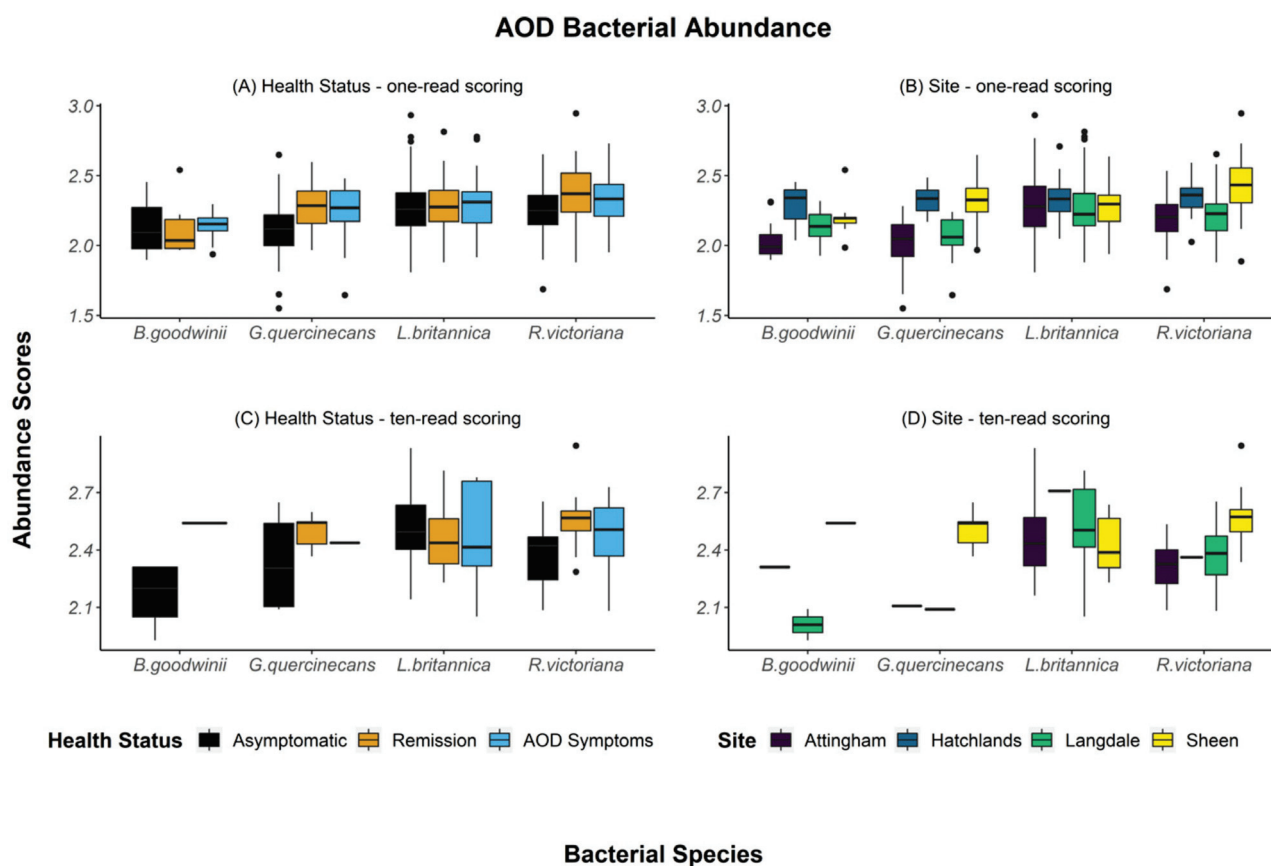 AOD Bacterial Abundance
(A) Health Status - one-read scoring
3.0
2.5
2.0
1.5
B.goodwinii G.quercinecans L.britannica R.victoriana
(B) Site - one-read scoring
3.0
2.5
2.0
1.5
B.goodwinii G.quercinecans L.britannica R.victoriana
Abundance Scores
(C) Health Status - ten-read scoring
2.7
2.4
2.1
B.goodwinii G.quercinecans L.britannica R.victoriana
(D) Site - ten-read scoring
2.7
2.4
2.1
B.goodwinii G.quercinecans L.britannica R.victoriana
Health Status Asymptomatic Remission AOD Symptoms
Site Attingham Hatchlands Langdale Sheen
Bacterial Species